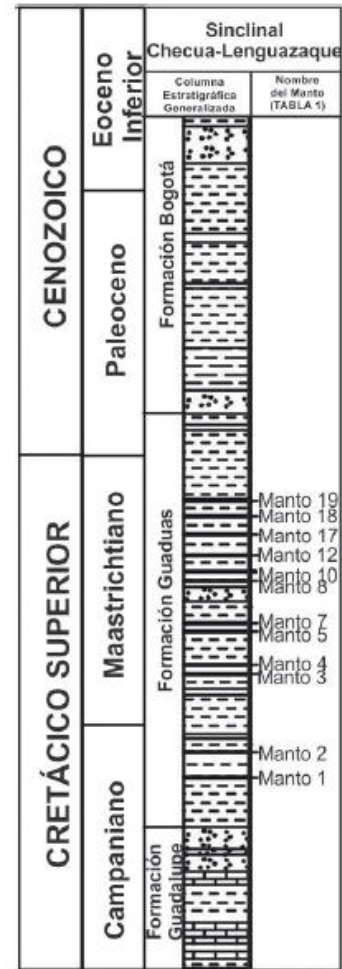 Sinclinal
Checua-Lenguazaque
Columna
Estratigráfica
Generalizada
Nombre
del Manto
(TABLA 1)
CENOZOICO
CRETÁCICO SUPERIOR
Eoceno
Inferior
Paleoceno
Maastrichtiano
Campaniano
Formación Bogotá
Formación Guaduas
Formación
Guadalupe
Manto 19
Manto 18
Manto 17
Manto 12
Manto 10
Manto 8
Manto 7
Manto 5
Manto 4
Manto 3
Manto 2
Manto 1